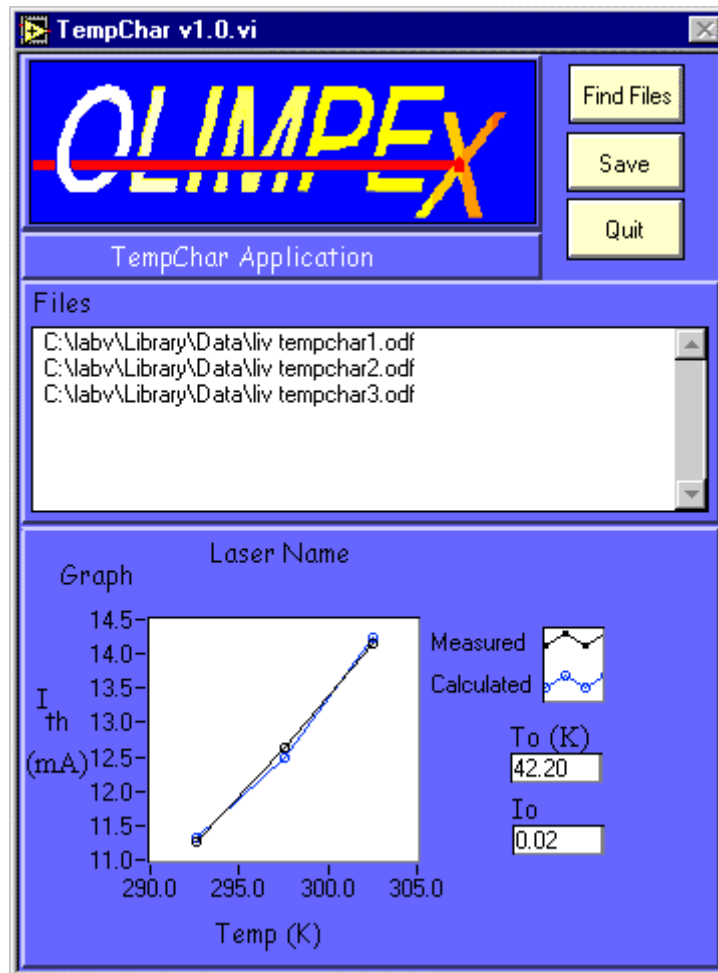 TempChar v1.0.vi
OLIMPEX
Find Files
Save
Quit
TempChar Application
Files
C:\labv\Library\Data\liv tempchar1.odf
C:\labv\Library\Data\liv tempchar2.odf
C:\labv\Library\Data\liv tempchar3.odf
Laser Name
Graph
14.5
14.0
13.5
13.0
12.5
12.0
11.5
11.0
I th (mA)
290.0 295.0 300.0 305.0
Temp (K)
Measured
Calculated
To (K)
42.20
Io
0.02